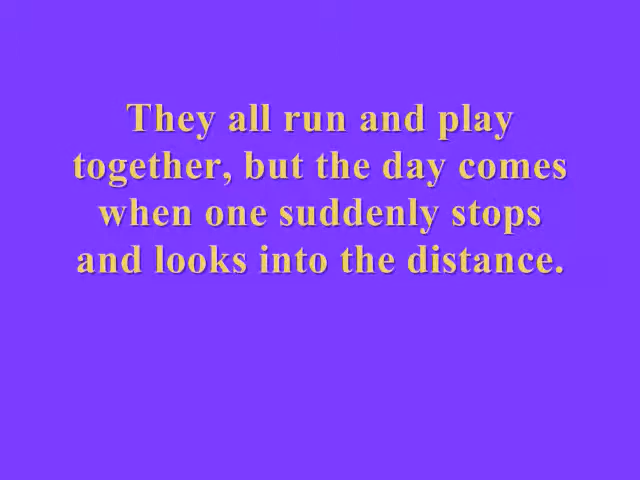 They all run and play
together, but the day comes
when one suddenly stops
and looks into the distance.